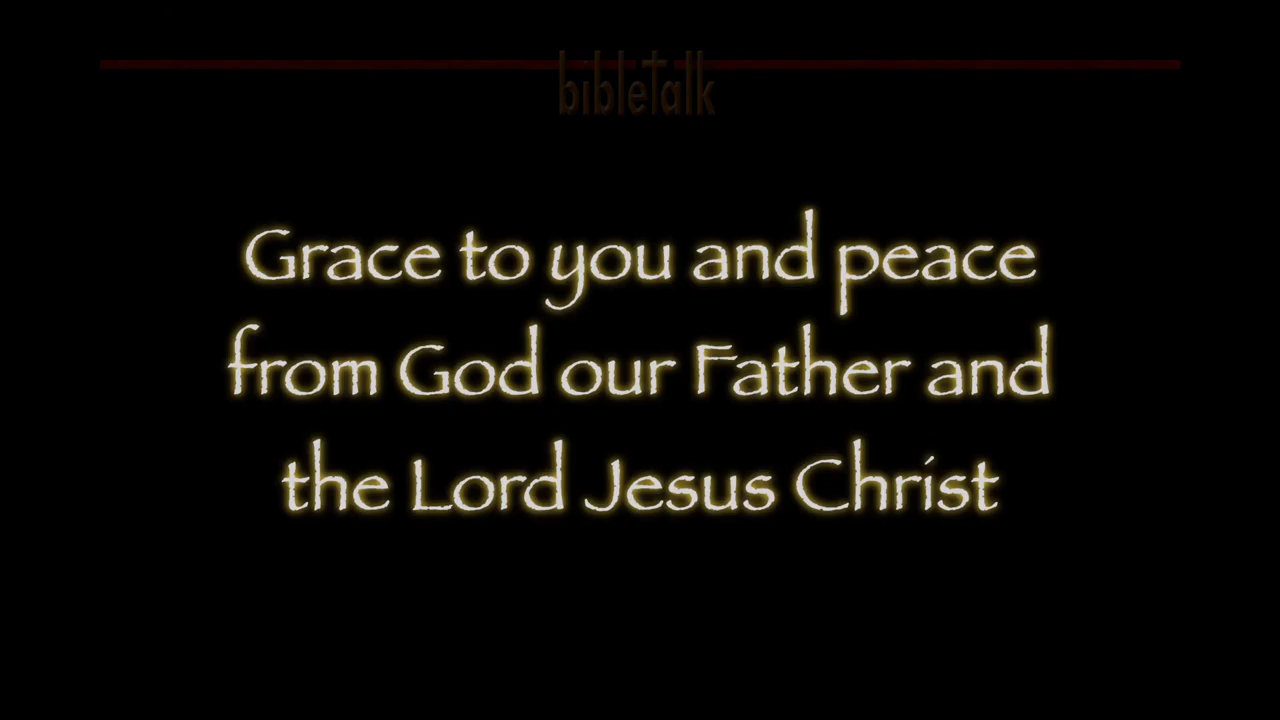 bibletalk
Grace to you and peace
from God our Father and
the Lord Jesus Christ